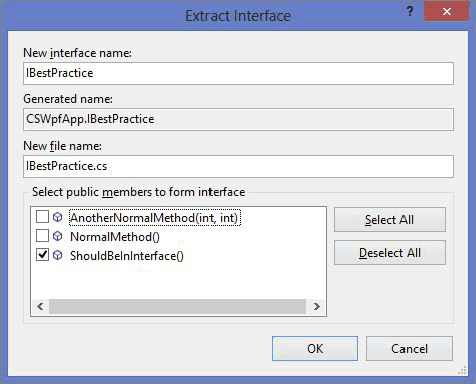 Extract Interface
?
New interface name:
IBestPractice
Generated name:
CSWpfApp.IBestPractice
New file name:
IBestPractice.cs
Select public members to form interface
AnotherNormalMethod(int, int)
NormalMethod()
ShouldBeInInterface()
Select All
Deselect All
OK
Cancel